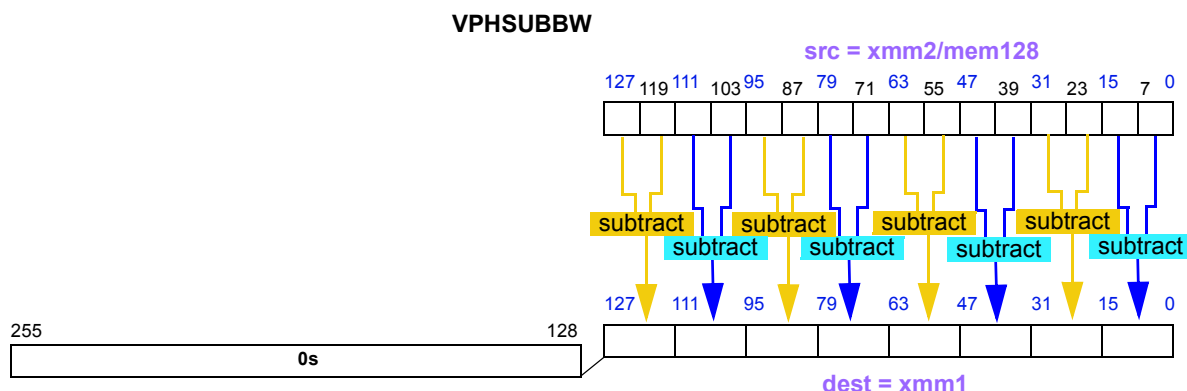 VPHSUBBW
src = xmm2/mem128
127 119 111 103 95 87 79 71 63 55 47 39 31 23 15 7 0
subtract subtract subtract subtract
subtract subtract subtract subtract
127 111 95 79 63 47 31 15 0
255 128
0s
dest = xmm1